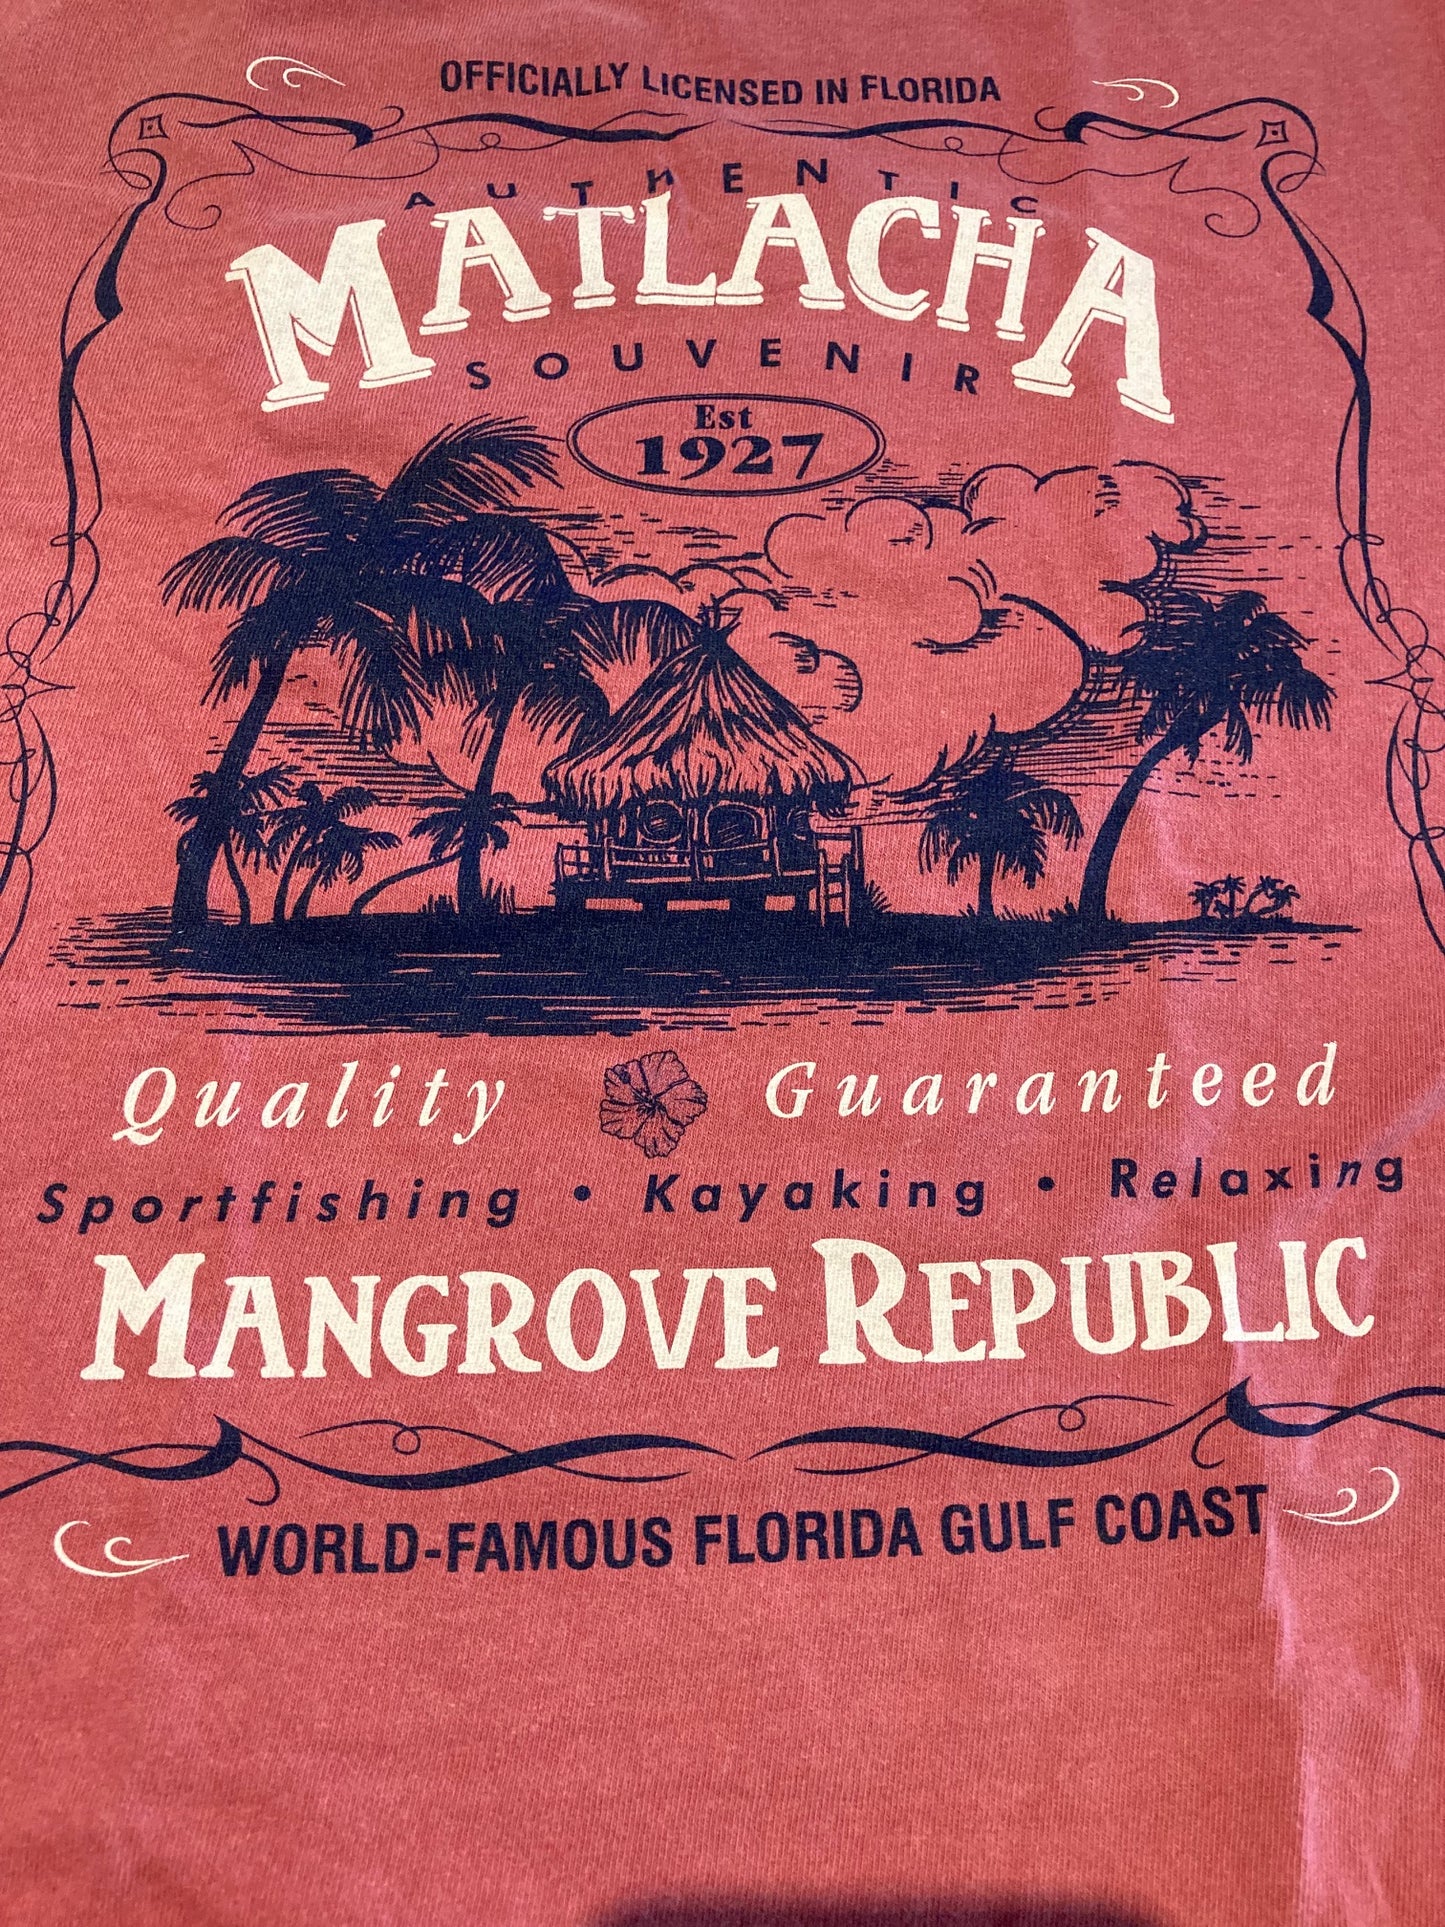 OFFICIALLY LICENSED IN FLORIDA
AUTHENTIC
MATLACHA
SOUVENIR
Est
1927
Quality Guaranteed
Sportfishing • Kayaking • Relaxing
MANGROVE REPUBLIC
WORLD-FAMOUS FLORIDA GULF COAST